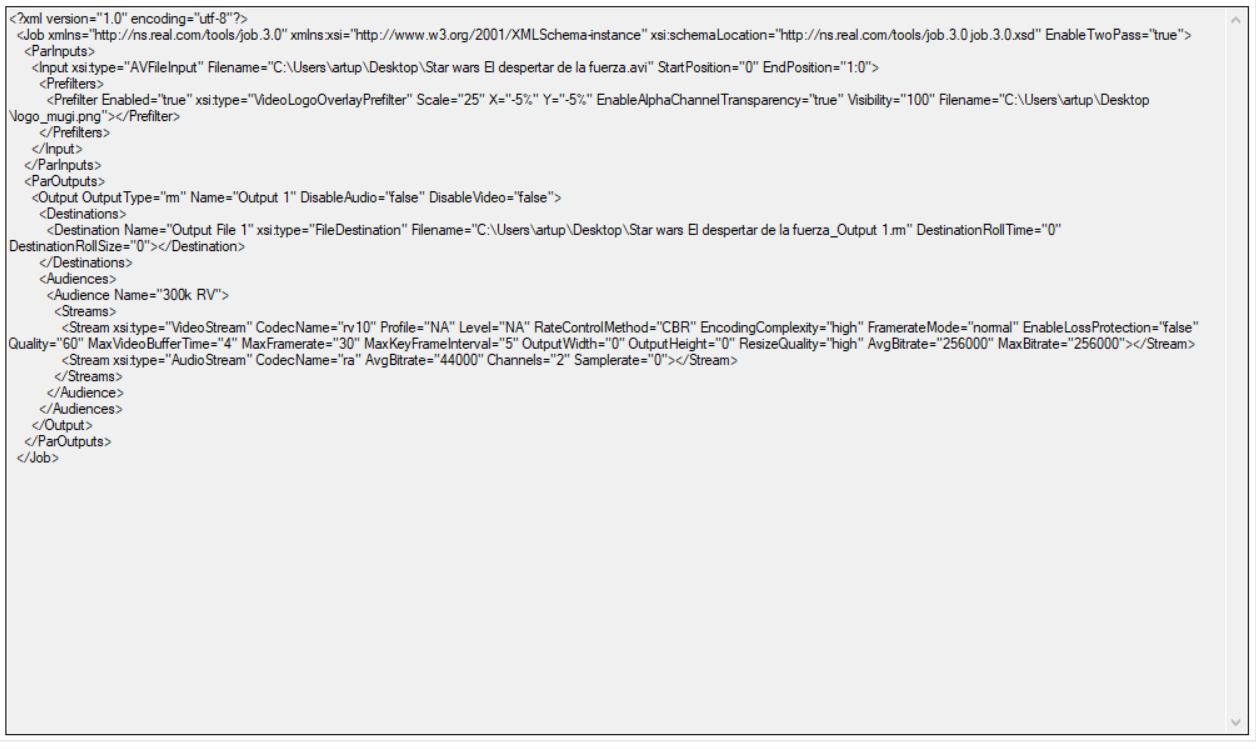 <?xml version="1.0" encoding="utf-8"?>
<Job xmlns="http://ns.real.com/tools/job.3.0" xmlns:xsi="http://www.w3.org/2001/XMLSchema-instance" xsi:schemaLocation="http://ns.real.com/tools/job.3.0 job.3.0.xsd" EnableTwoPass="true">
<ParInputs>
<Input xsi:type="AVFileInput" Filename="C:\Users\artup\Desktop\Star wars El despertar de la fuerza.avi" StartPosition="0" EndPosition="1:0">
<Prefilters>
<Prefilter Enabled="true" xsi:type="VideoLogoOverlayPrefilter" Scale="25" X="-5%" Y="-5%" EnableAlphaChannelTransparency="true" Visibility="100" Filename="C:\Users\artup\Desktop
\logo_mugi.png"></Prefilter>
</Prefilters>
</Input>
</ParInputs>
<ParOutputs>
<Output OutputType="rm" Name="Output 1" DisableAudio="false" DisableVideo="false">
<Destinations>
<Destination Name="Output File 1" xsi:type="FileDestination" Filename="C:\Users\artup\Desktop\Star wars El despertar de la fuerza_Output 1.rm" DestinationRollTime="0"
DestinationRollSize="0"></Destination>
</Destinations>
<Audiences>
<Audience Name="300k RV">
<Streams>
<Stream xsi:type="VideoStream" CodecName="rv10" Profile="NA" Level="NA" RateControlMethod="CBR" EncodingComplexity="high" FramerateMode="normal" EnableLossProtection="false"
Quality="60" MaxVideoBufferTime="4" MaxFramerate="30" MaxKeyFrameInterval="5" OutputWidth="0" OutputHeight="0" ResizeQuality="high" AvgBitrate="256000" MaxBitrate="256000"></Stream>
<Stream xsi:type="AudioStream" CodecName="ra" AvgBitrate="44000" Channels="2" Samplerate="0"></Stream>
</Streams>
</Audience>
</Audiences>
</Output>
</ParOutputs>
</Job>